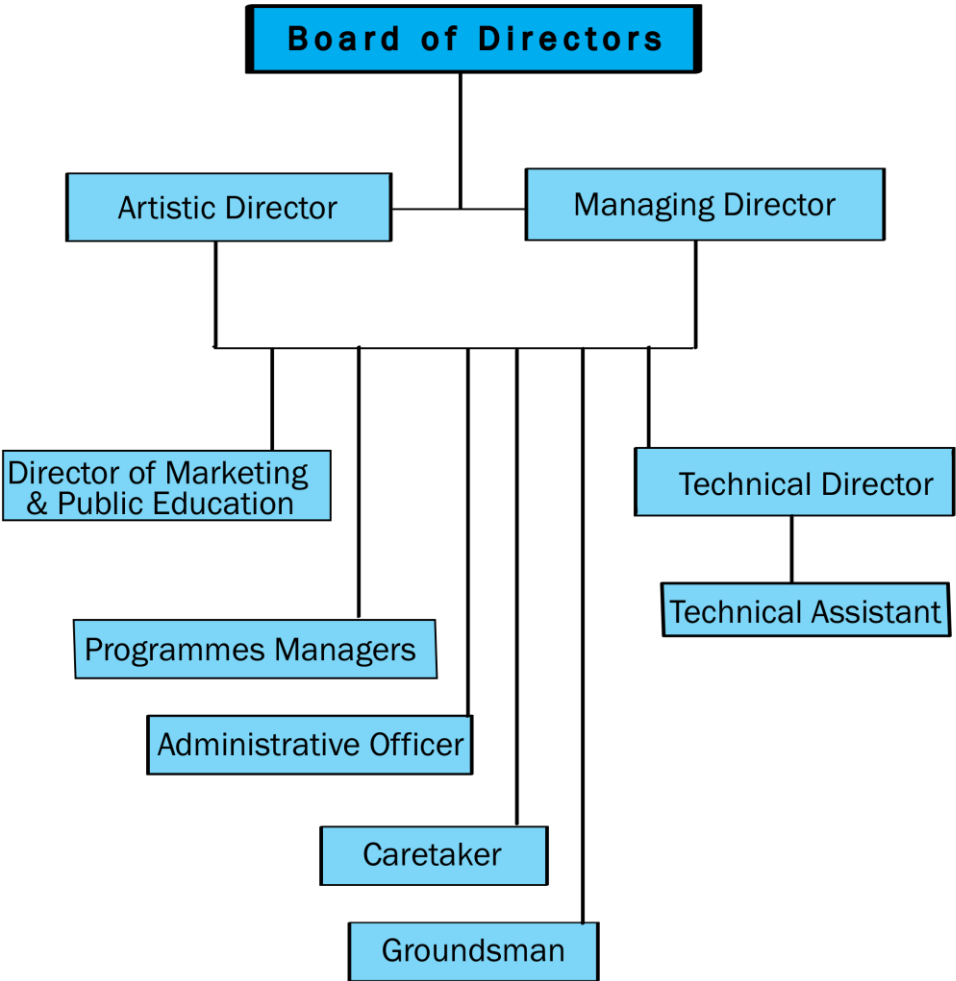 Board of Directors
Artistic Director
Managing Director
Director of Marketing
& Public Education
Technical Director
Technical Assistant
Programmes Managers
Administrative Officer
Caretaker
Groundsman